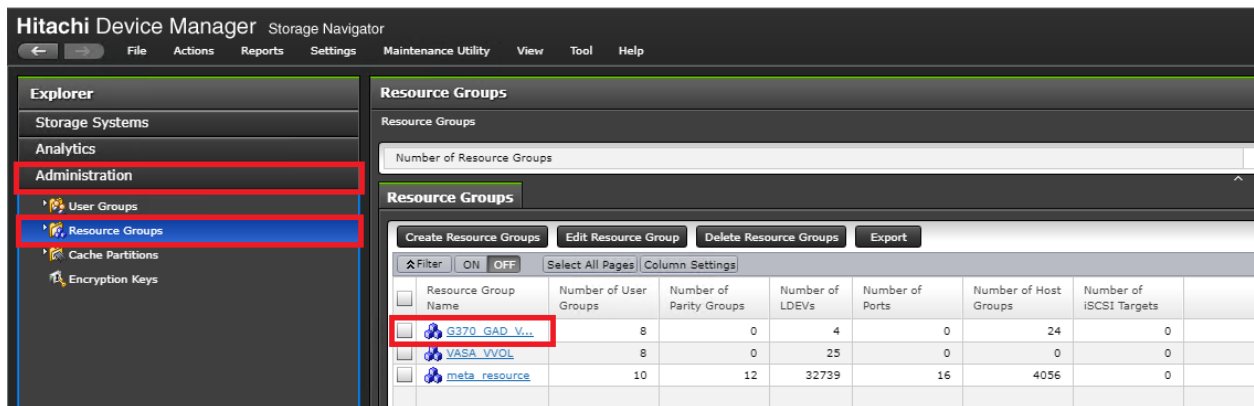 Hitachi Device Manager Storage Navigator
File Actions Reports Settings Maintenance Utility View Tool Help
Explorer
Storage Systems
Analytics
Administration
User Groups
Resource Groups
Cache Partitions
Encryption Keys
Resource Groups
Resource Groups
Number of Resource Groups
Resource Groups
Create Resource Groups Edit Resource Group Delete Resource Groups Export
Filter ON OFF Select All Pages Column Settings
Resource Group Number of User Number of Number of Number of Number of Host Number of
Name Groups Parity Groups LDEVs Ports Groups iSCSI Targets
G370_GAD_V... 8 0 4 0 24 0
VASA_VVOL 8 0 25 0 0 0
meta_resource 10 12 32739 16 4056 0